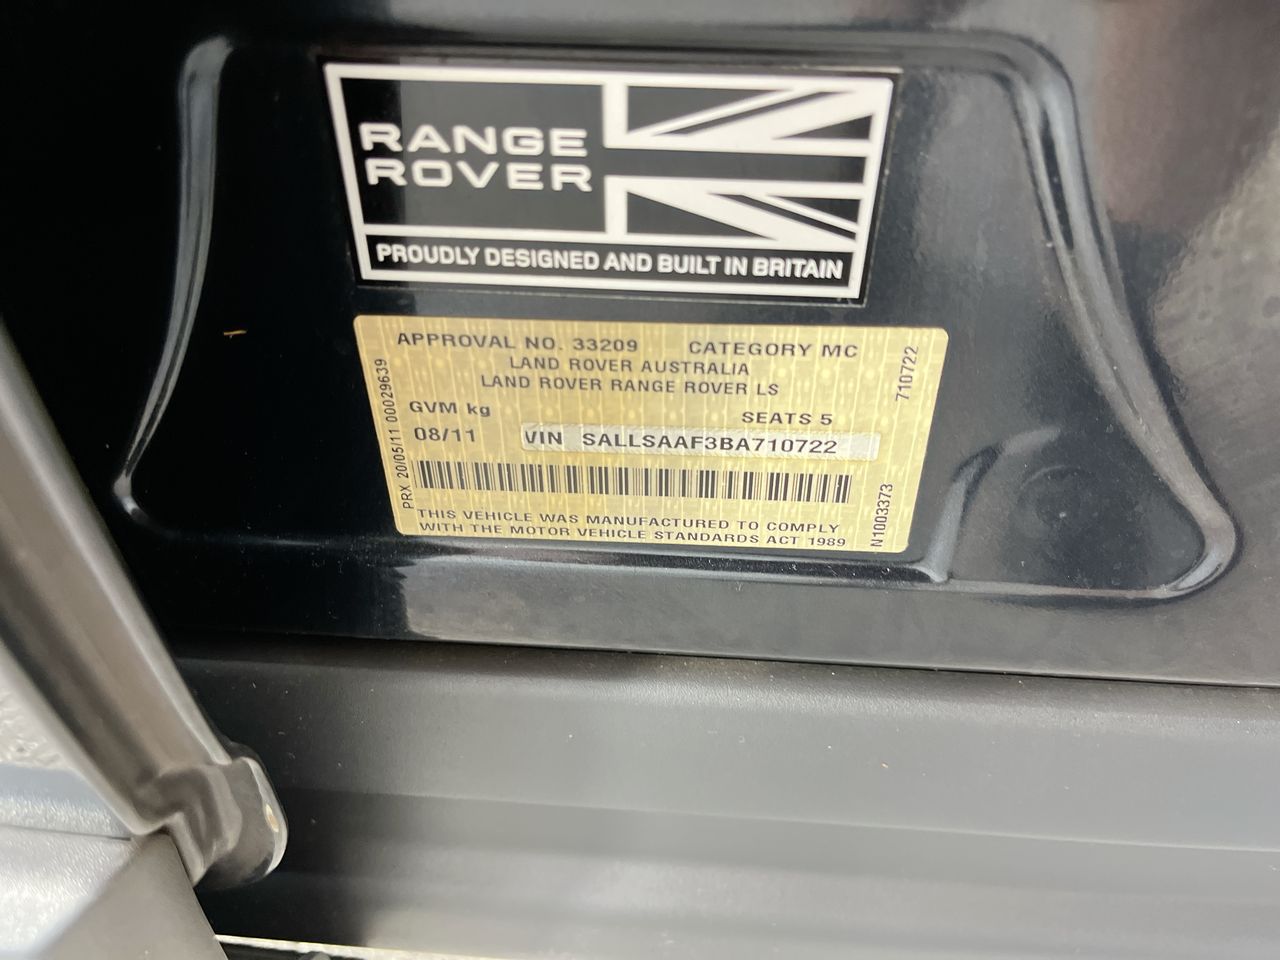 RANGE
ROVER
PROUDLY DESIGNED AND BUILT IN BRITAIN
APPROVAL NO. 33209 CATEGORY MC
LAND ROVER AUSTRALIA
LAND ROVER RANGE ROVER LS
GVM kg SEATS 5
08/11 VIN SALLSAAF3BA710722
THIS VEHICLE WAS MANUFACTURED TO COMPLY
WITH THE MOTOR VEHICLE STANDARDS ACT 1989
PRX 20/05/11 00029639
710722
N1003373